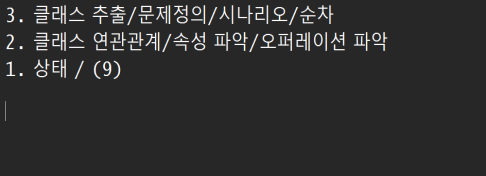 3. 클래스 추출/문제정의/시나리오/순차
2. 클래스 연관관계/속성 파악/오퍼레이션 파악
1. 상태 / (9)